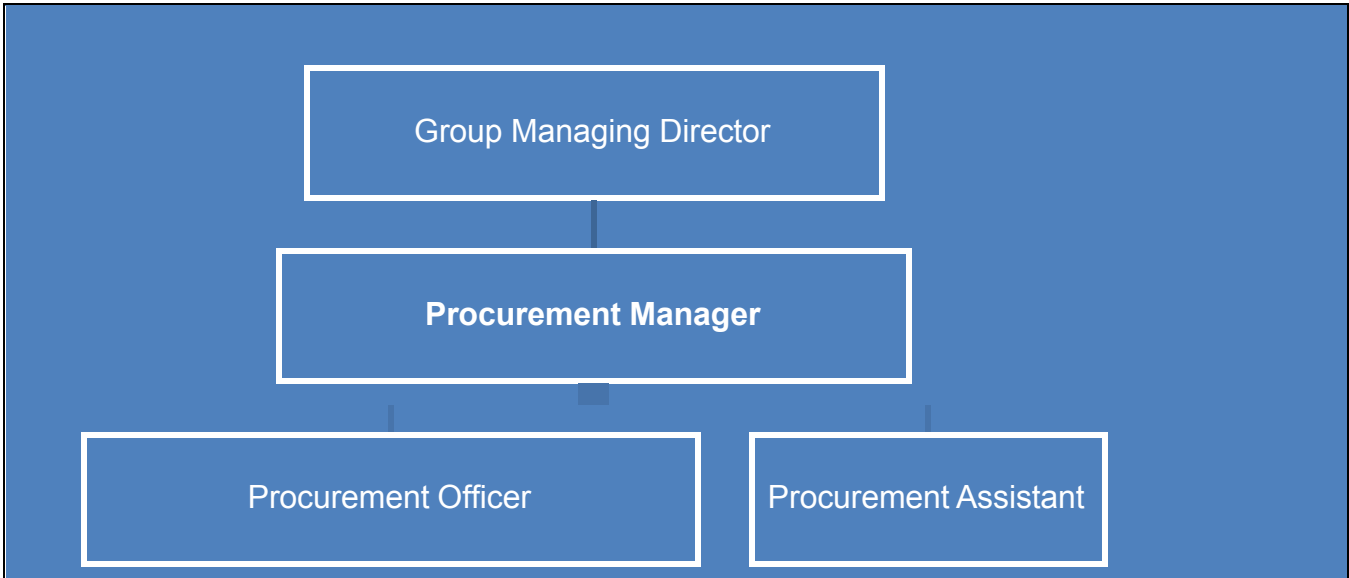 Group Managing Director
Procurement Manager
Procurement Officer
Procurement Assistant